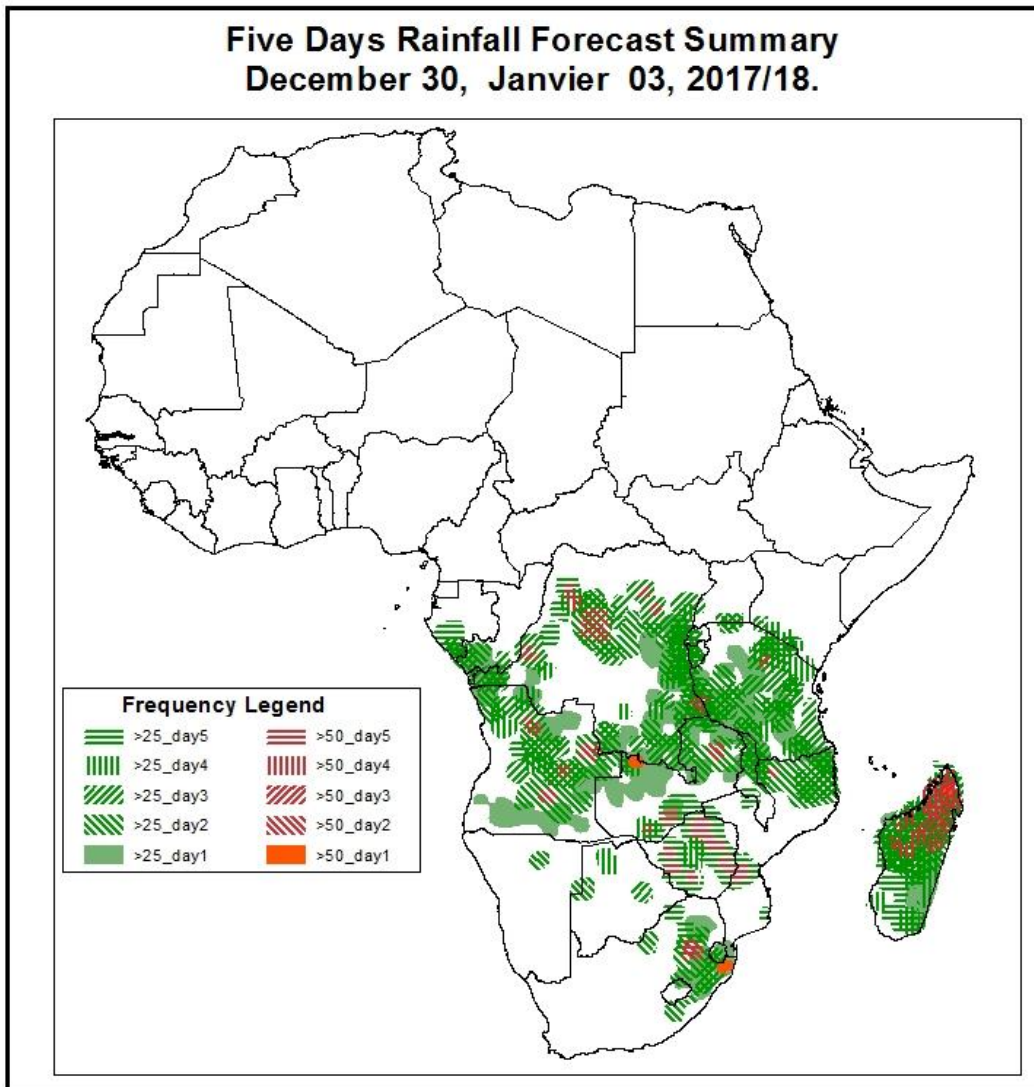 Five Days Rainfall Forecast Summary
December 30, Janvier 03, 2017/18.
Frequency Legend
>25_day5 >50_day5
>25_day4 >50_day4
>25_day3 >50_day3
>25_day2 >50_day2
>25_day1 >50_day1